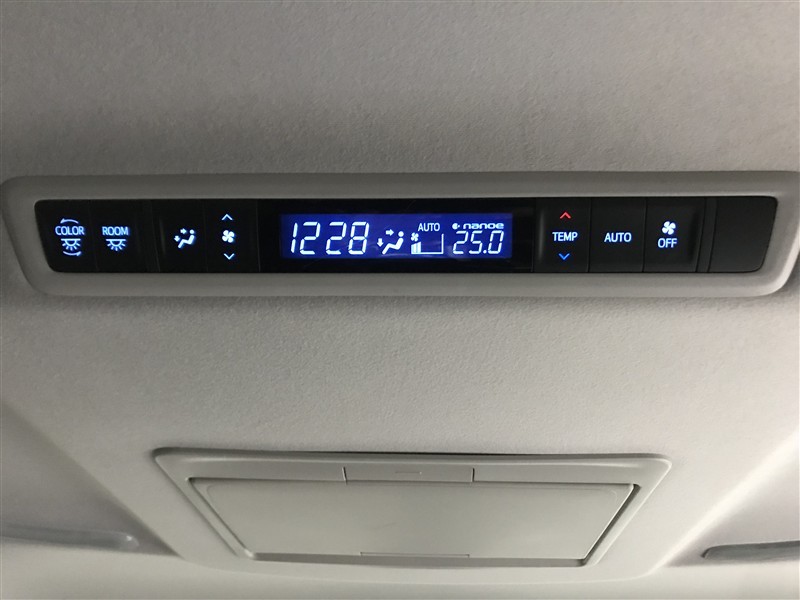 COLOR
ROOM
1228
AUTO
nanoe
25.0
TEMP
AUTO
OFF